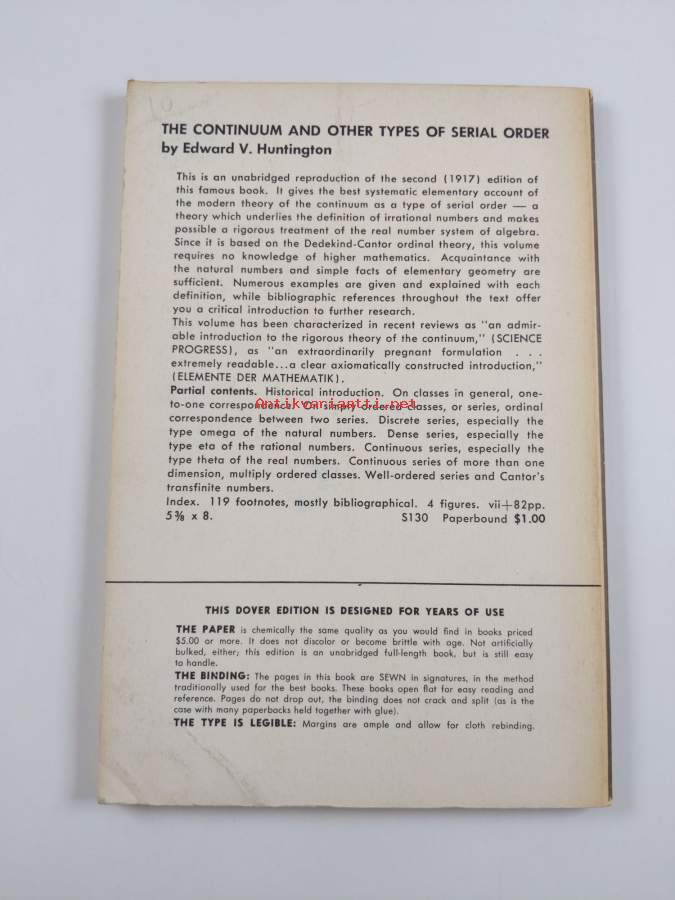 10
THE CONTINUUM AND OTHER TYPES OF SERIAL ORDER
by Edward V. Huntington
This is an unabridged reproduction of the second (1917) edition of
this famous book. It gives the best systematic elementary account of
the modern theory of the continuum as a type of serial order — a
theory which underlies the definition of irrational numbers and makes
possible a rigorous treatment of the real number system of algebra.
Since it is based on the Dedekind-Cantor ordinal theory, this volume
requires no knowledge of higher mathematics. Acquaintance with
the natural numbers and simple facts of elementary geometry are
sufficient. Numerous examples are given and explained with each
definition, while bibliographic references throughout the text offer
you a critical introduction to further research.
This volume has been characterized in recent reviews as "an admir-
able introduction to the rigorous theory of the continuum," (SCIENCE
PROGRESS), as "an extraordinarily pregnant formulation . . .
extremely readable...a clear axiomatically constructed introduction,"
(ELEMENTE DER MATHEMATIK).
Partial contents. Historical introduction. On classes in general, one-
to-one correspondence. On simply ordered classes, or series, ordinal
Antikvariantti.net
correspondence between two series. Discrete series, especially the
type omega of the natural numbers. Dense series, especially the
type eta of the rational numbers. Continuous series, especially the
type theta of the real numbers. Continuous series of more than one
dimension, multiply ordered classes. Well-ordered series and Cantor's
transfinite numbers.
Index. 119 footnotes, mostly bibliographical. 4 figures. vii+82pp.
5⅜ x 8. S130 Paperbound $1.00
THIS DOVER EDITION IS DESIGNED FOR YEARS OF USE
THE PAPER is chemically the same quality as you would find in books priced
$5.00 or more. It does not discolor or become brittle with age. Not artificially
bulked, either; this edition is an unabridged full-length book, but is still easy
to handle.
THE BINDING: The pages in this book are SEWN in signatures, in the method
traditionally used for the best books. These books open flat for easy reading and
reference. Pages do not drop out, the binding does not crack and split (as is the
case with many paperbacks held together with glue).
THE TYPE IS LEGIBLE: Margins are ample and allow for cloth rebinding.